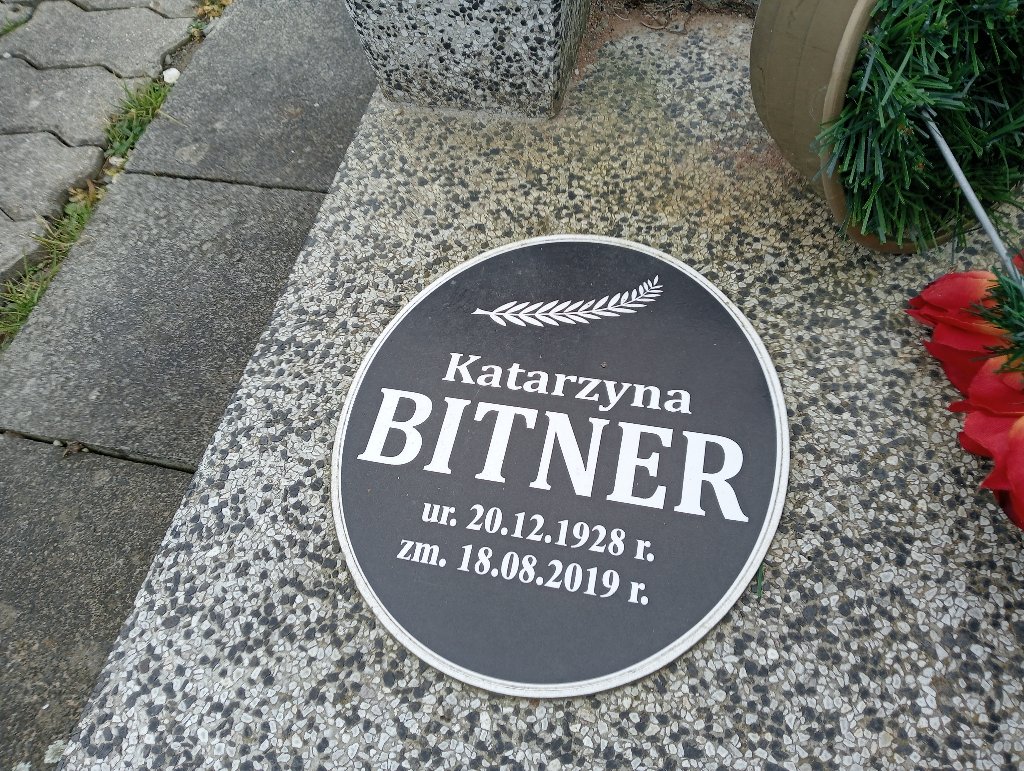 Katarzyna
BITNER
ur. 20.12.1928 r.
zm. 18.08.2019 r.